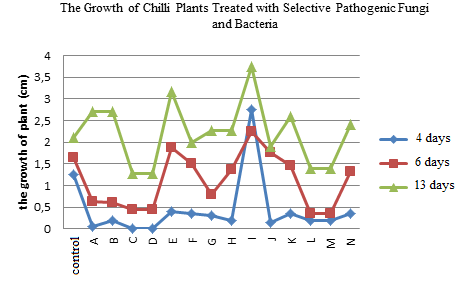 The Growth of Chilli Plants Treated with Selective Pathogenic Fungi
and Bacteria
the growth of plant (cm)
4
3,5
3
2,5
2
1,5
1
0,5
0
control
A
B
C
D
E
F
G
H
I
J
K
L
M
N
4 days
6 days
13 days